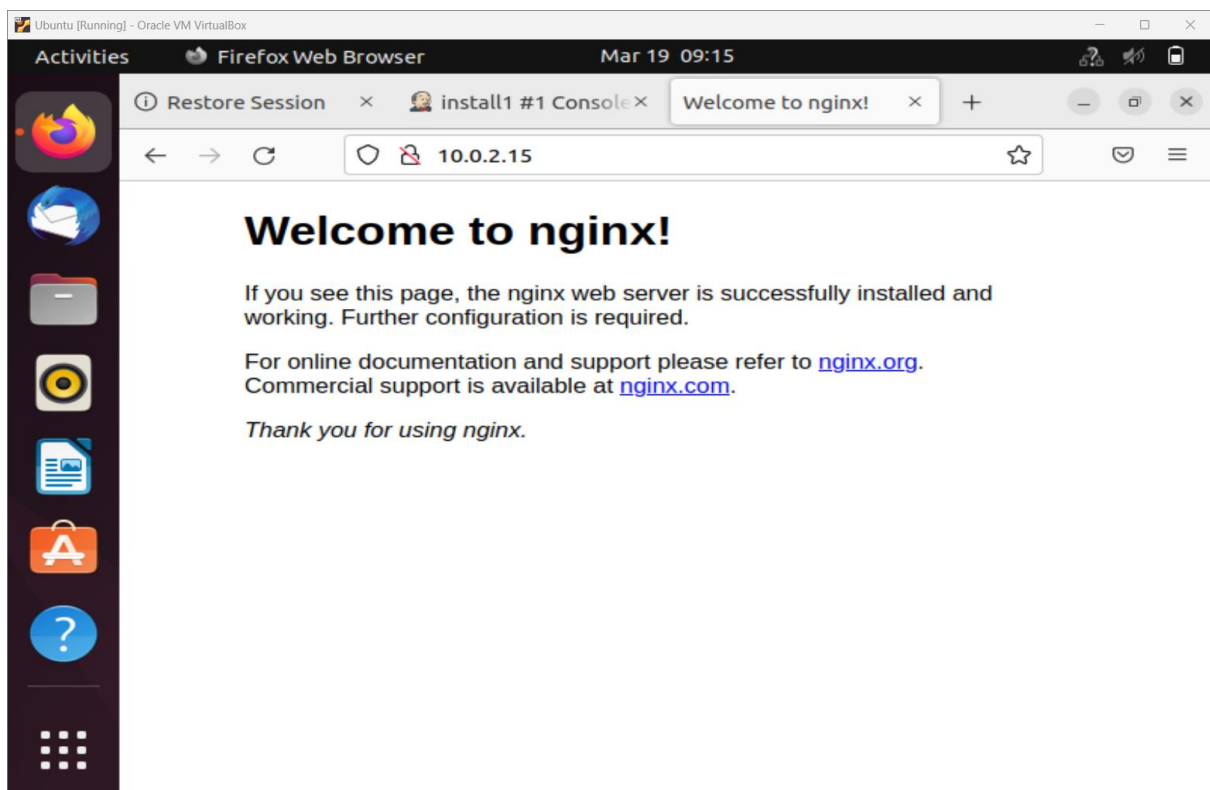 Ubuntu [Running] - Oracle VM VirtualBox
Activities Firefox Web Browser Mar 19 09:15
Restore Session install1 #1 Console Welcome to nginx!
10.0.2.15
Welcome to nginx!
If you see this page, the nginx web server is successfully installed and
working. Further configuration is required.
For online documentation and support please refer to nginx.org.
Commercial support is available at nginx.com.
Thank you for using nginx.